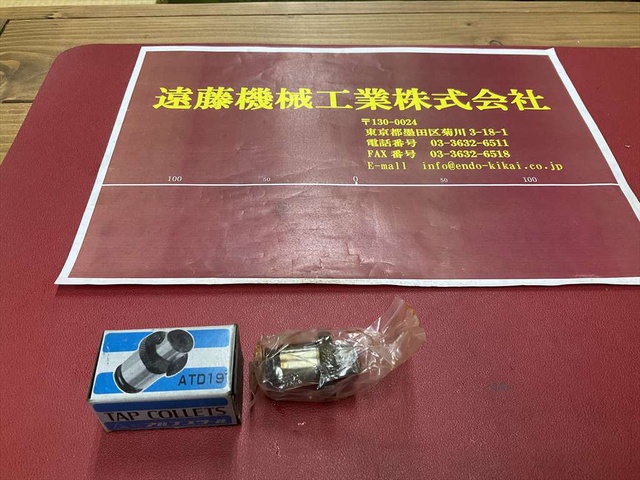 遠藤機械工業株式会社
〒130-0024
東京都墨田区菊川 3-18-1
電話番号 03-3632-6511
FAX 番号 03-3632-6518
E-mail info@endo-kikai.co.jp
100 50 0 50 100
ATD19
TAP COLLETS